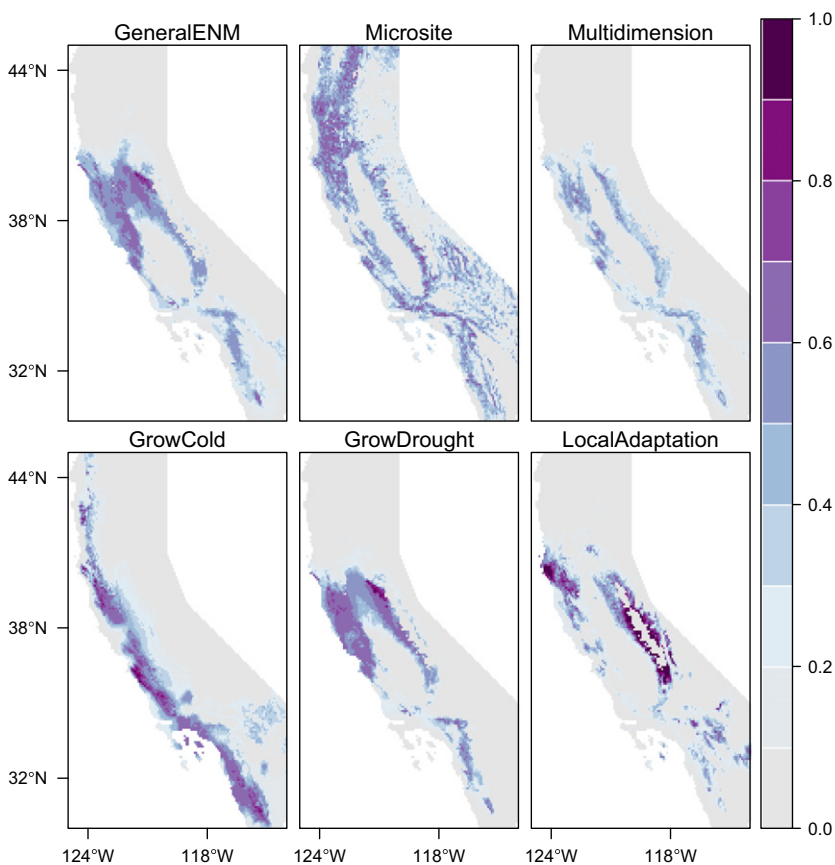 GeneralENM Microsite Multidimension
44°N
38°N
32°N
GrowCold GrowDrought LocalAdaptation
44°N
38°N
32°N
124°W 118°W 124°W 118°W 124°W 118°W
1.0
0.8
0.6
0.4
0.2
0.0